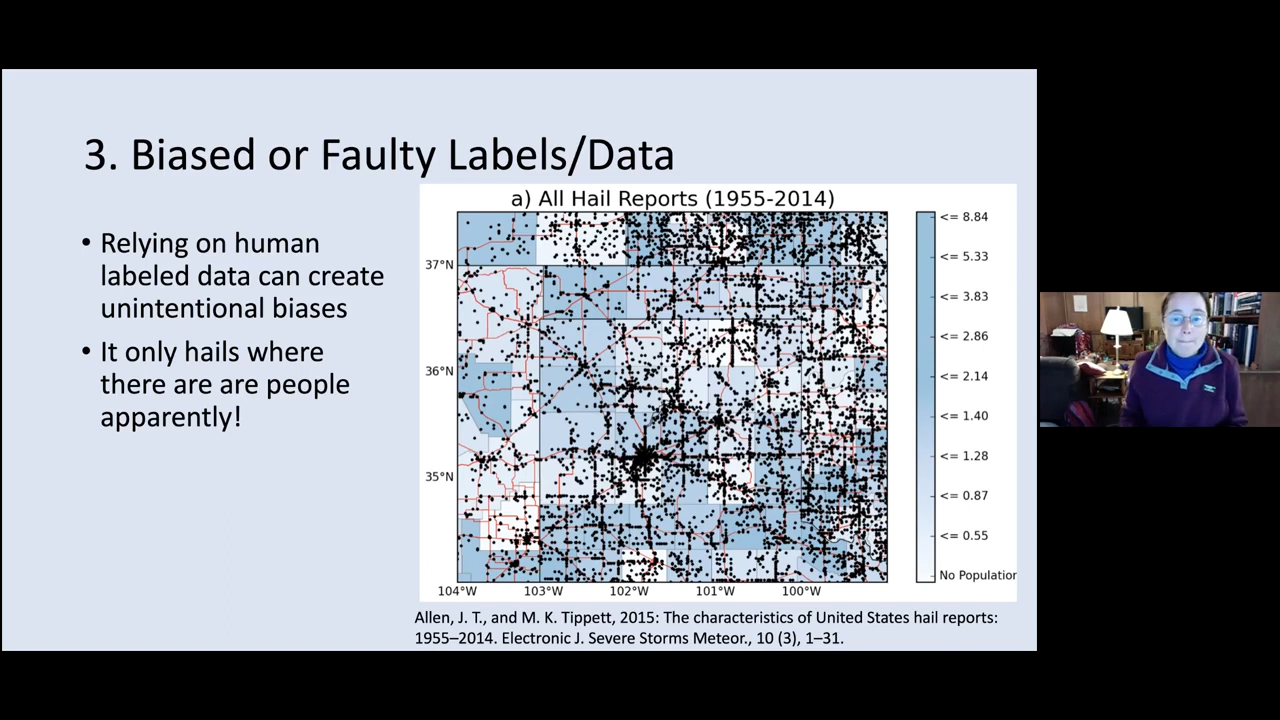 3. Biased or Faulty Labels/Data
• Relying on human
labeled data can create
unintentional biases
• It only hails where
there are are people
apparently!
a) All Hail Reports (1955-2014)
37°N
36°N
35°N
104°W 103°W 102°W 101°W 100°W
<= 8.84
<= 5.33
<= 3.83
<= 2.86
<= 2.14
<= 1.40
<= 1.28
<= 0.87
<= 0.55
No Population
Allen, J. T., and M. K. Tippett, 2015: The characteristics of United States hail reports:
1955–2014. Electronic J. Severe Storms Meteor., 10 (3), 1–31.